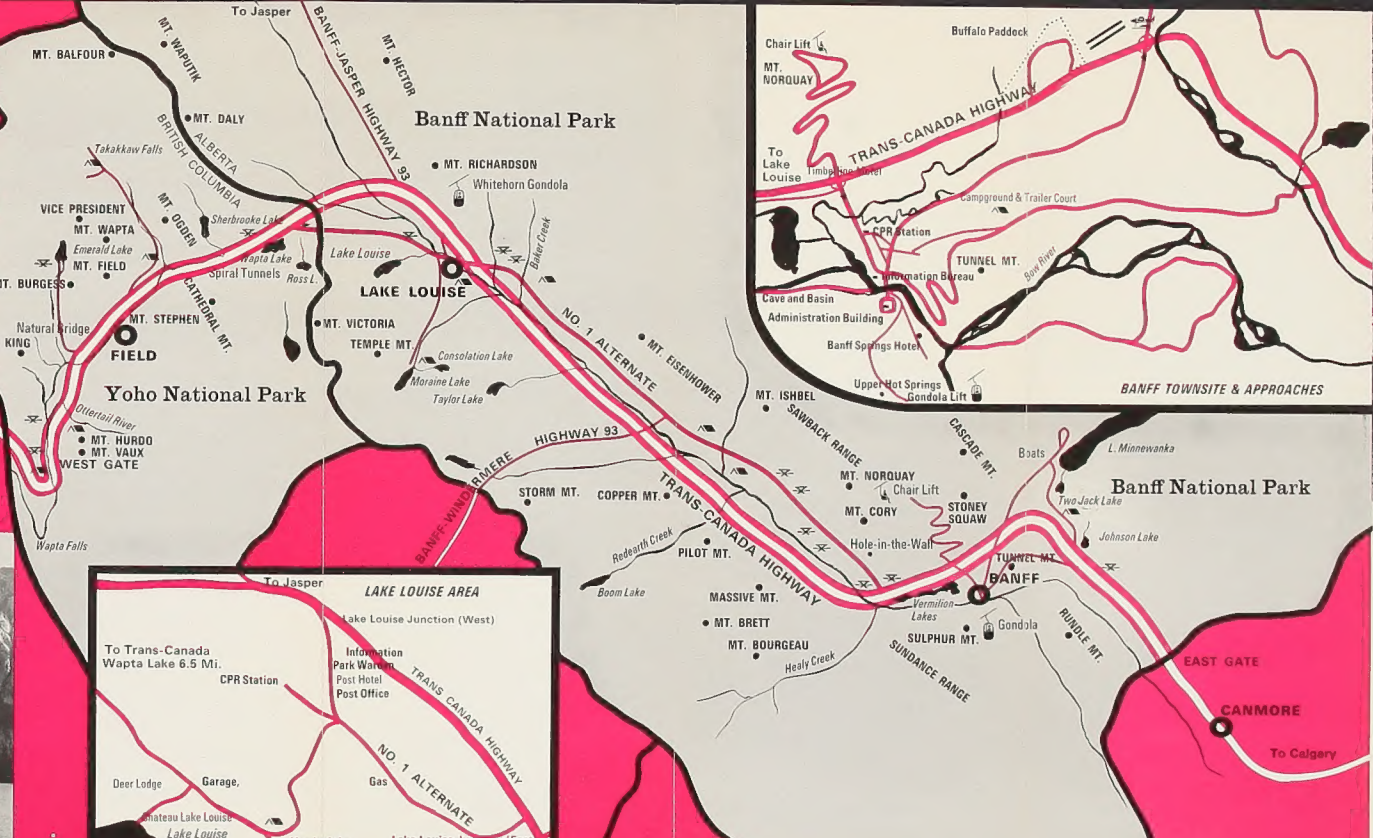 To Jasper
MT. BALFOUR
MT. WAPUTIK
BANFF-JASPER HIGHWAY 93
MT. HECTOR
Banff National Park
MT. DALY
ALBERTA
BRITISH COLUMBIA
Takakkaw Falls
MT. RICHARDSON
Whitehorn Gondola
VICE PRESIDENT
MT. WAPTA
MT. OGDEN
Sherbrooke Lake
Emerald Lake
MT. FIELD
Wapta Lake
Lake Louise
Baker Creek
Spiral Tunnels
Ross L.
MT. BURGESS
LAKE LOUISE
CATHEDRAL MT.
Natural Bridge
MT. STEPHEN
MT. VICTORIA
NO. 1 ALTERNATE
KING
FIELD
TEMPLE MT.
MT. EISENHOWER
Consolation Lake
Moraine Lake
Taylor Lake
Yoho National Park
Ottertail River
MT. HURDO
MT. VAUX
WEST GATE
HIGHWAY 93
BANFF-WINDERMERE
MT. ISHBEL
SAWBACK RANGE
CASCADE MT.
STORM MT.
COPPER MT.
TRANS-CANADA HIGHWAY
MT. NORQUAY
Chair Lift
Boats
L. Minnewanka
Banff National Park
Two Jack Lake
MT. CORY
STONEY
SQUAW
Johnson Lake
Wapta Falls
Redearth Creek
PILOT MT.
Hole-in-the-Wall
TUNNEL MT.
BANFF
Boom Lake
MASSIVE MT.
Vermilion
Lakes
MT. BRETT
Gondola
SULPHUR MT.
RUNDLE MT.
MT. BOURGEAU
Healy Creek
SUNDANCE RANGE
EAST GATE
CANMORE
To Calgary
Chair Lift
MT.
NORQUAY
Buffalo Paddock
TRANS-CANADA HIGHWAY
To
Lake
Louise
Timberline Motel
Campground & Trailer Court
CPR Station
TUNNEL MT.
Bow River
Information Bureau
Cave and Basin
Administration Building
Banff Springs Hotel
Upper Hot Springs
Gondola Lift
BANFF TOWNSITE & APPROACHES
To Jasper
LAKE LOUISE AREA
Lake Louise Junction (West)
To Trans-Canada
Wapta Lake 6.5 Mi.
Information
Park Warden
Post Hotel
Post Office
CPR Station
TRANS CANADA HIGHWAY
NO. 1 ALTERNATE
Deer Lodge
Garage,
Gas
Chateau Lake Louise
Lake Louise